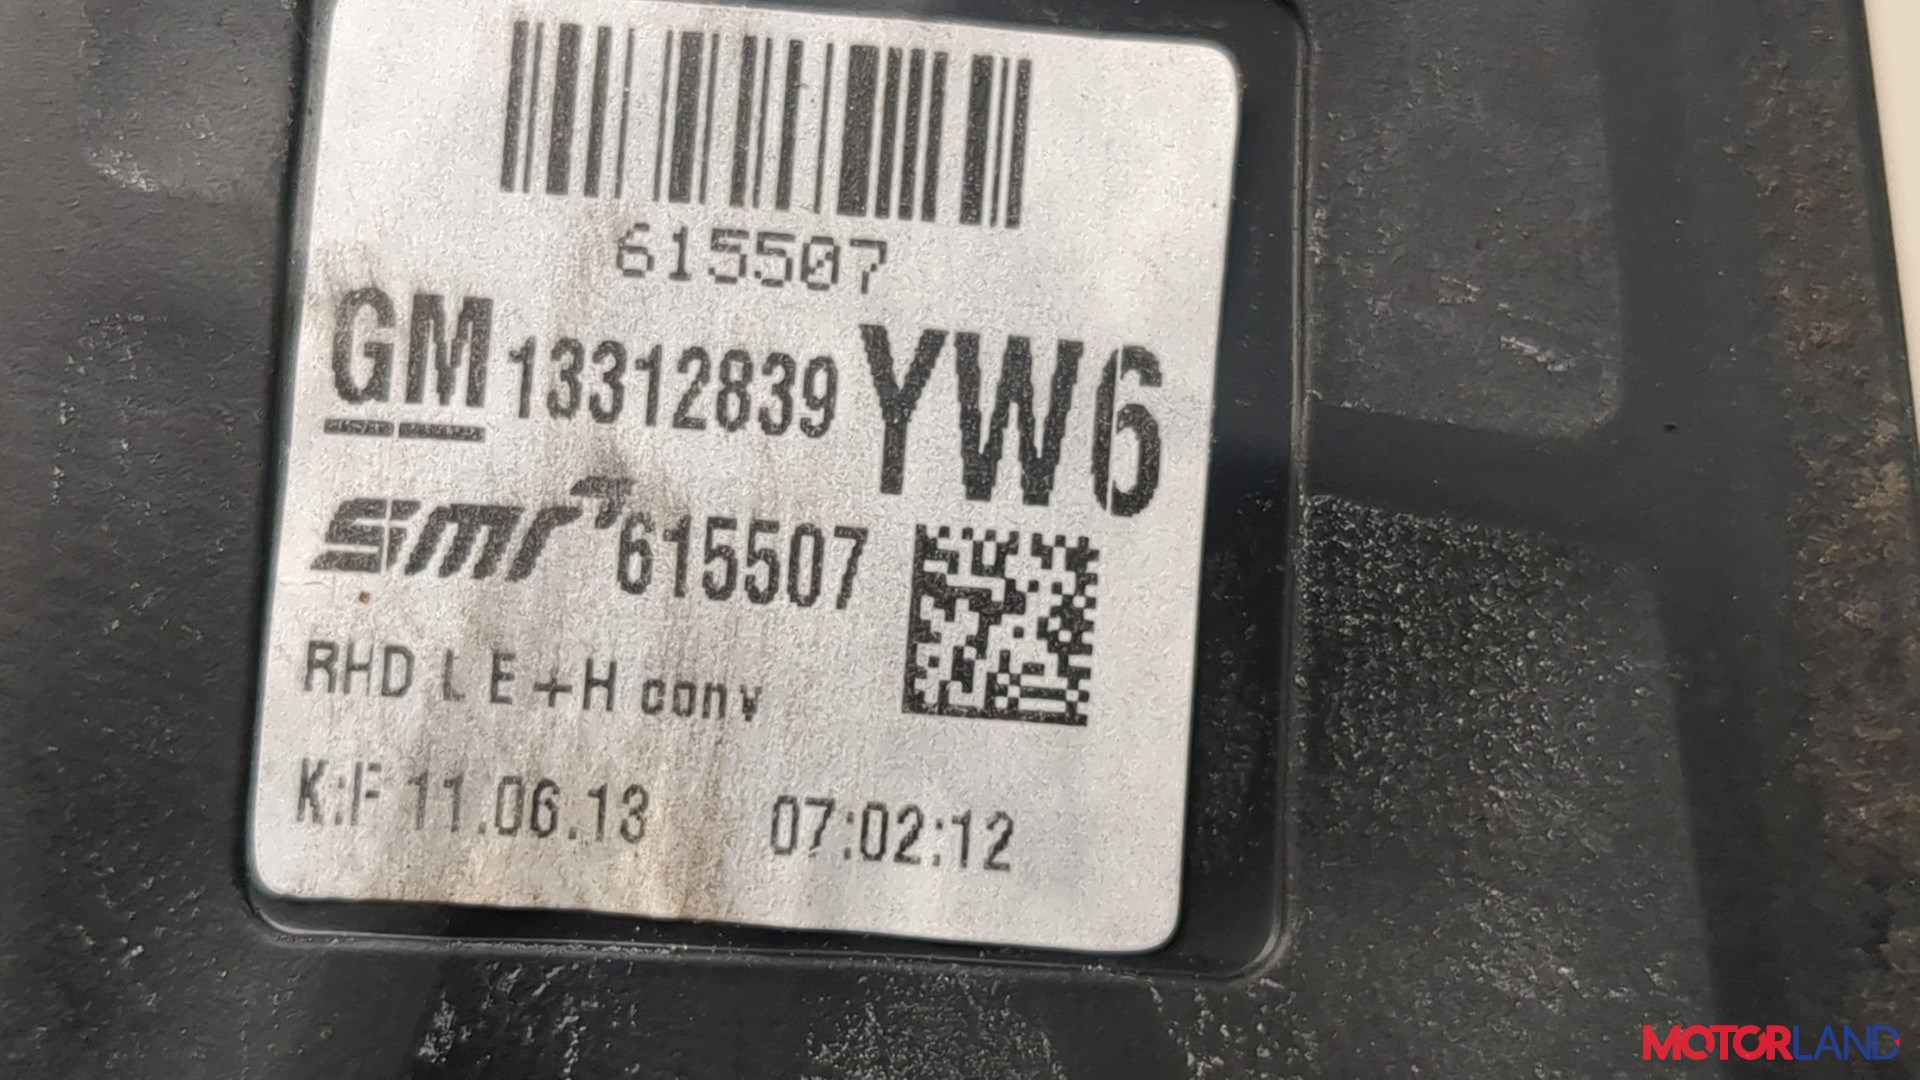 615507
GM 13312839 YW6
smr 615507
RHD L E+H conv
K:F 11.06.13 07:02:12
MOTORLAND